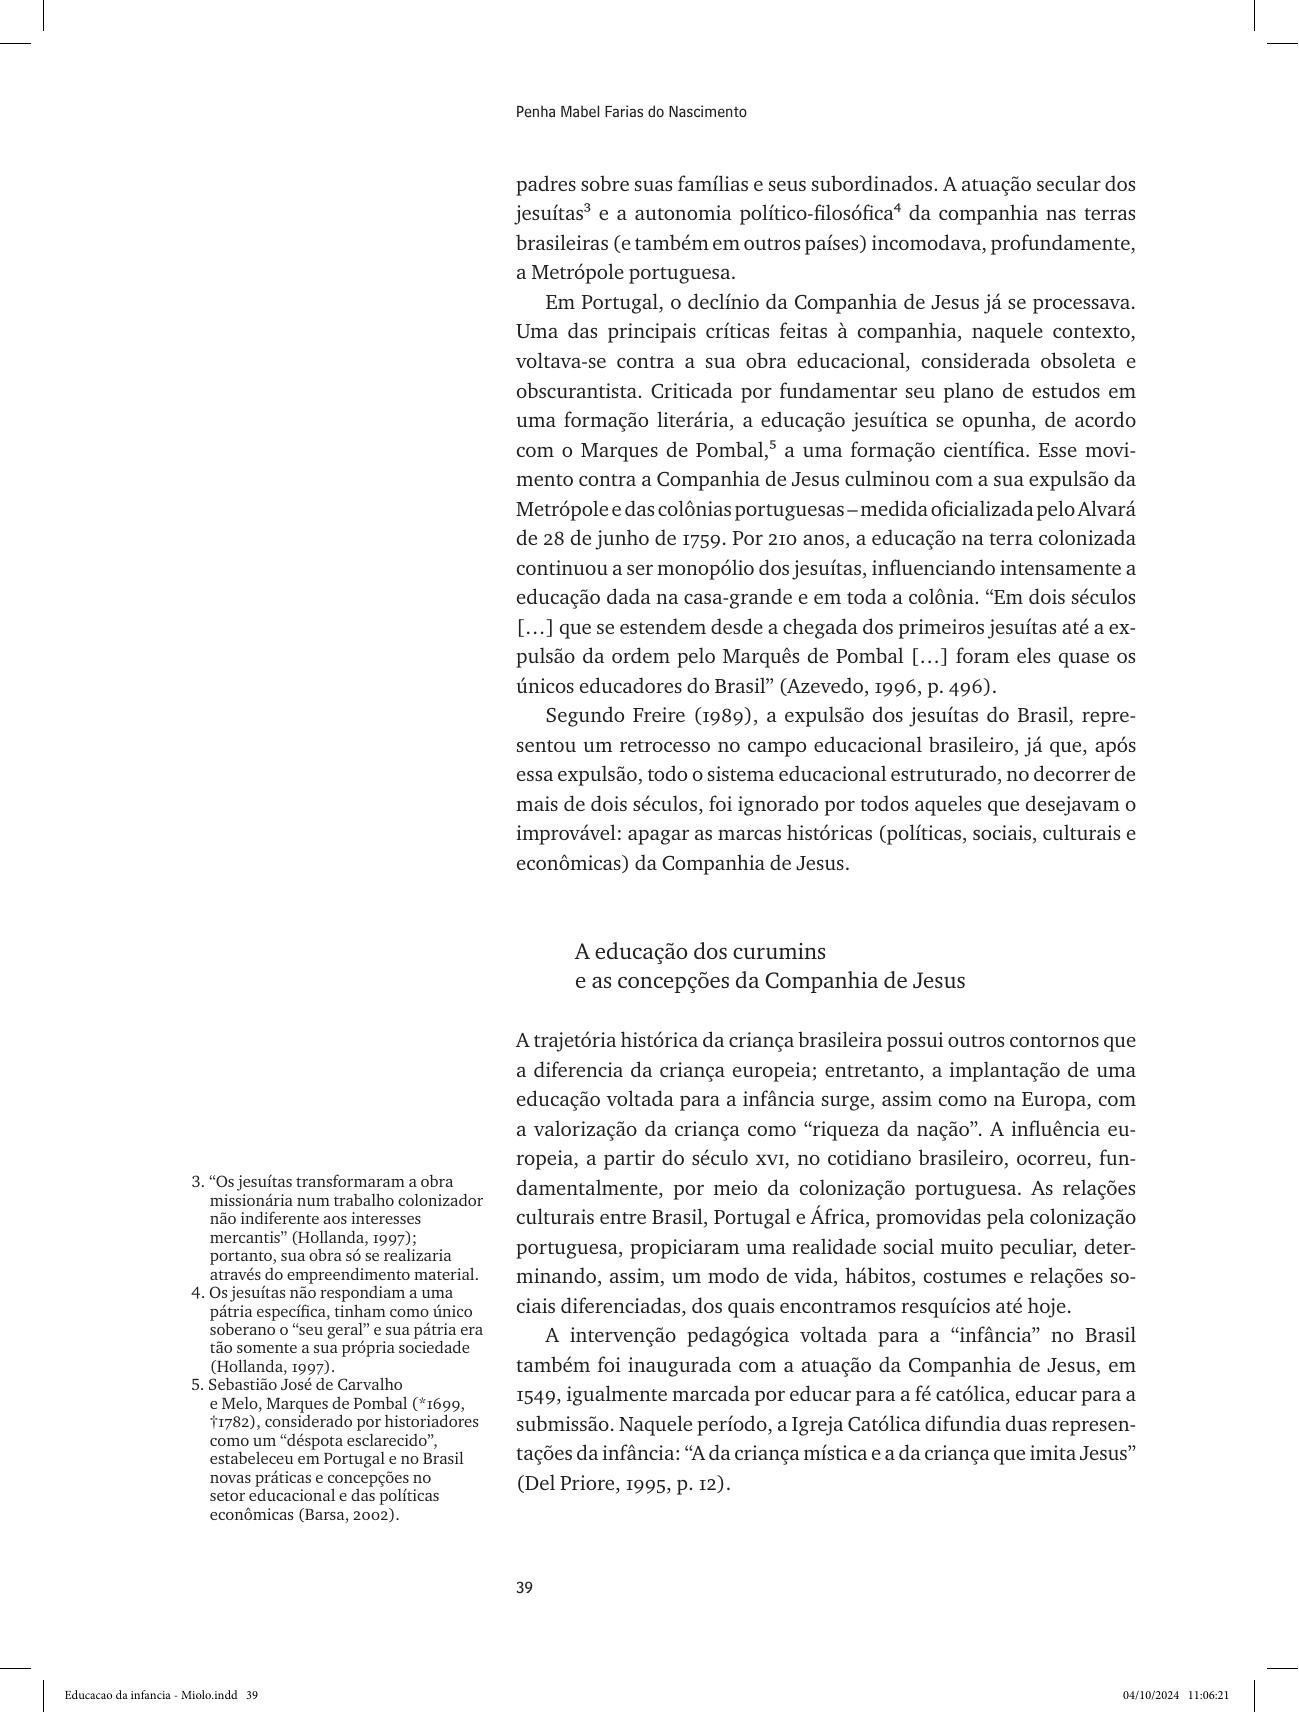 Penha Mabel Farias do Nascimento
padres sobre suas famílias e seus subordinados. A atuação secular dos
jesuítas³ e a autonomia político-filosófica⁴ da companhia nas terras
brasileiras (e também em outros países) incomodava, profundamente,
a Metrópole portuguesa.
Em Portugal, o declínio da Companhia de Jesus já se processava.
Uma das principais críticas feitas à companhia, naquele contexto,
voltava-se contra a sua obra educacional, considerada obsoleta e
obscurantista. Criticada por fundamentar seu plano de estudos em
uma formação literária, a educação jesuítica se opunha, de acordo
com o Marques de Pombal,⁵ a uma formação científica. Esse movi-
mento contra a Companhia de Jesus culminou com a sua expulsão da
Metrópole e das colônias portuguesas – medida oficializada pelo Alvará
de 28 de junho de 1759. Por 210 anos, a educação na terra colonizada
continuou a ser monopólio dos jesuítas, influenciando intensamente a
educação dada na casa-grande e em toda a colônia. “Em dois séculos
[…] que se estendem desde a chegada dos primeiros jesuítas até a ex-
pulsão da ordem pelo Marquês de Pombal […] foram eles quase os
únicos educadores do Brasil” (Azevedo, 1996, p. 496).
Segundo Freire (1989), a expulsão dos jesuítas do Brasil, repre-
sentou um retrocesso no campo educacional brasileiro, já que, após
essa expulsão, todo o sistema educacional estruturado, no decorrer de
mais de dois séculos, foi ignorado por todos aqueles que desejavam o
improvável: apagar as marcas históricas (políticas, sociais, culturais e
econômicas) da Companhia de Jesus.
A educação dos curumins
e as concepções da Companhia de Jesus
A trajetória histórica da criança brasileira possui outros contornos que
a diferencia da criança europeia; entretanto, a implantação de uma
educação voltada para a infância surge, assim como na Europa, com
a valorização da criança como “riqueza da nação”. A influência eu-
ropeia, a partir do século XVI, no cotidiano brasileiro, ocorreu, fun-
damentalmente, por meio da colonização portuguesa. As relações
culturais entre Brasil, Portugal e África, promovidas pela colonização
portuguesa, propiciaram uma realidade social muito peculiar, deter-
minando, assim, um modo de vida, hábitos, costumes e relações so-
ciais diferenciadas, dos quais encontramos resquícios até hoje.
A intervenção pedagógica voltada para a “infância” no Brasil
também foi inaugurada com a atuação da Companhia de Jesus, em
1549, igualmente marcada por educar para a fé católica, educar para a
submissão. Naquele período, a Igreja Católica difundia duas represen-
tações da infância: “A da criança mística e a da criança que imita Jesus”
(Del Priore, 1995, p. 12).
3. “Os jesuítas transformaram a obra
missionária num trabalho colonizador
não indiferente aos interesses
mercantis” (Hollanda, 1997);
portanto, sua obra só se realizaria
através do empreendimento material.
4. Os jesuítas não respondiam a uma
pátria específica, tinham como único
soberano o “seu geral” e sua pátria era
tão somente a sua própria sociedade
(Hollanda, 1997).
5. Sebastião José de Carvalho
e Melo, Marques de Pombal (*1699,
†1782), considerado por historiadores
como um “déspota esclarecido”,
estabeleceu em Portugal e no Brasil
novas práticas e concepções no
setor educacional e das políticas
econômicas (Barsa, 2002).
39
Educacao da infancia - Miolo.indd 39
04/10/2024 11:06:21